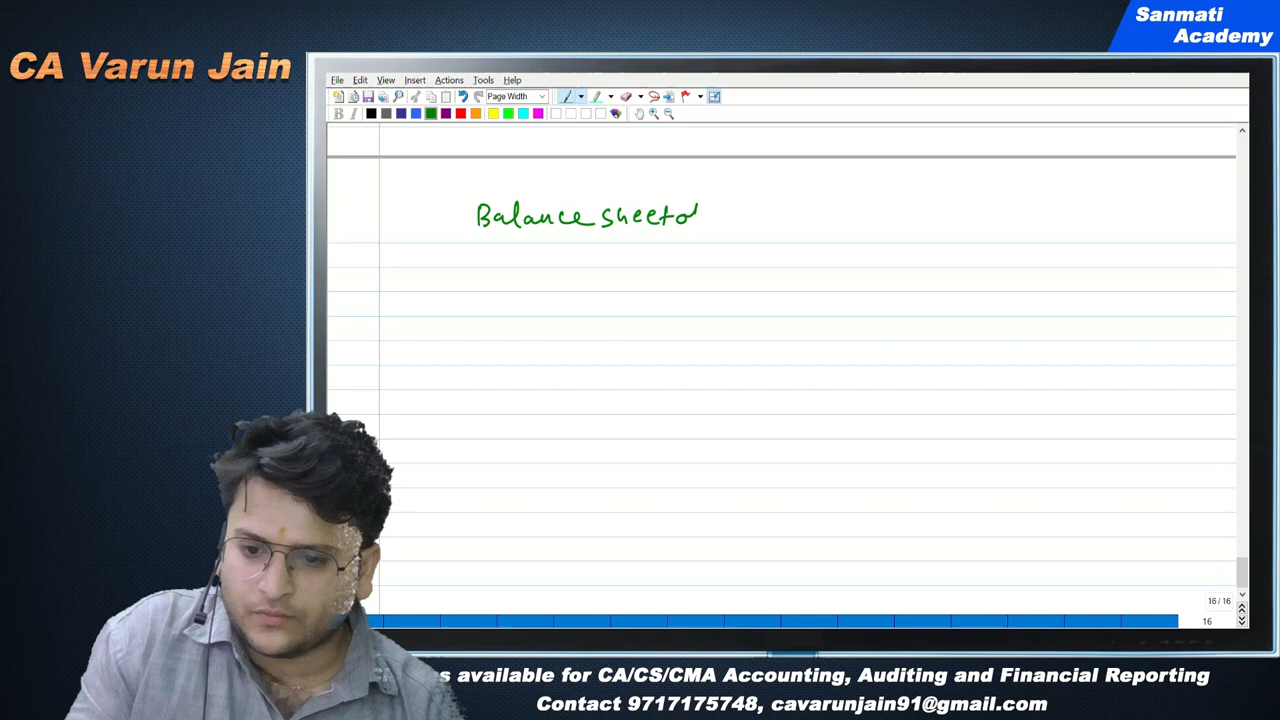 Sanmati
Academy
CA Varun Jain
File Edit View Insert Actions Tools Help
Page Width
B I
Balance sheet o
16 / 16
16
s available for CA/CS/CMA Accounting, Auditing and Financial Reporting
Contact 9717175748, cavarunjain91@gmail.com